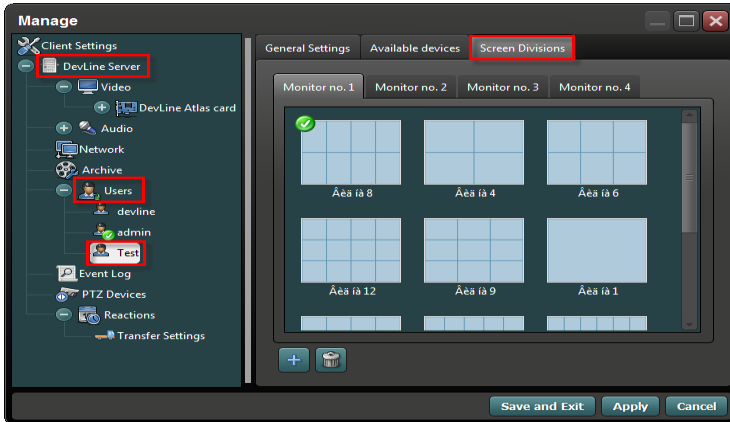 Manage
Client Settings
DevLine Server
Video
DevLine Atlas card
Audio
Network
Archive
Users
devline
admin
Test
Event Log
PTZ Devices
Reactions
Transfer Settings
General Settings Available devices Screen Divisions
Monitor no. 1 Monitor no. 2 Monitor no. 3 Monitor no. 4
Âèä íà 8 Âèä íà 4 Âèä íà 6
Âèä íà 12 Âèä íà 9 Âèä íà 1
Save and Exit Apply Cancel